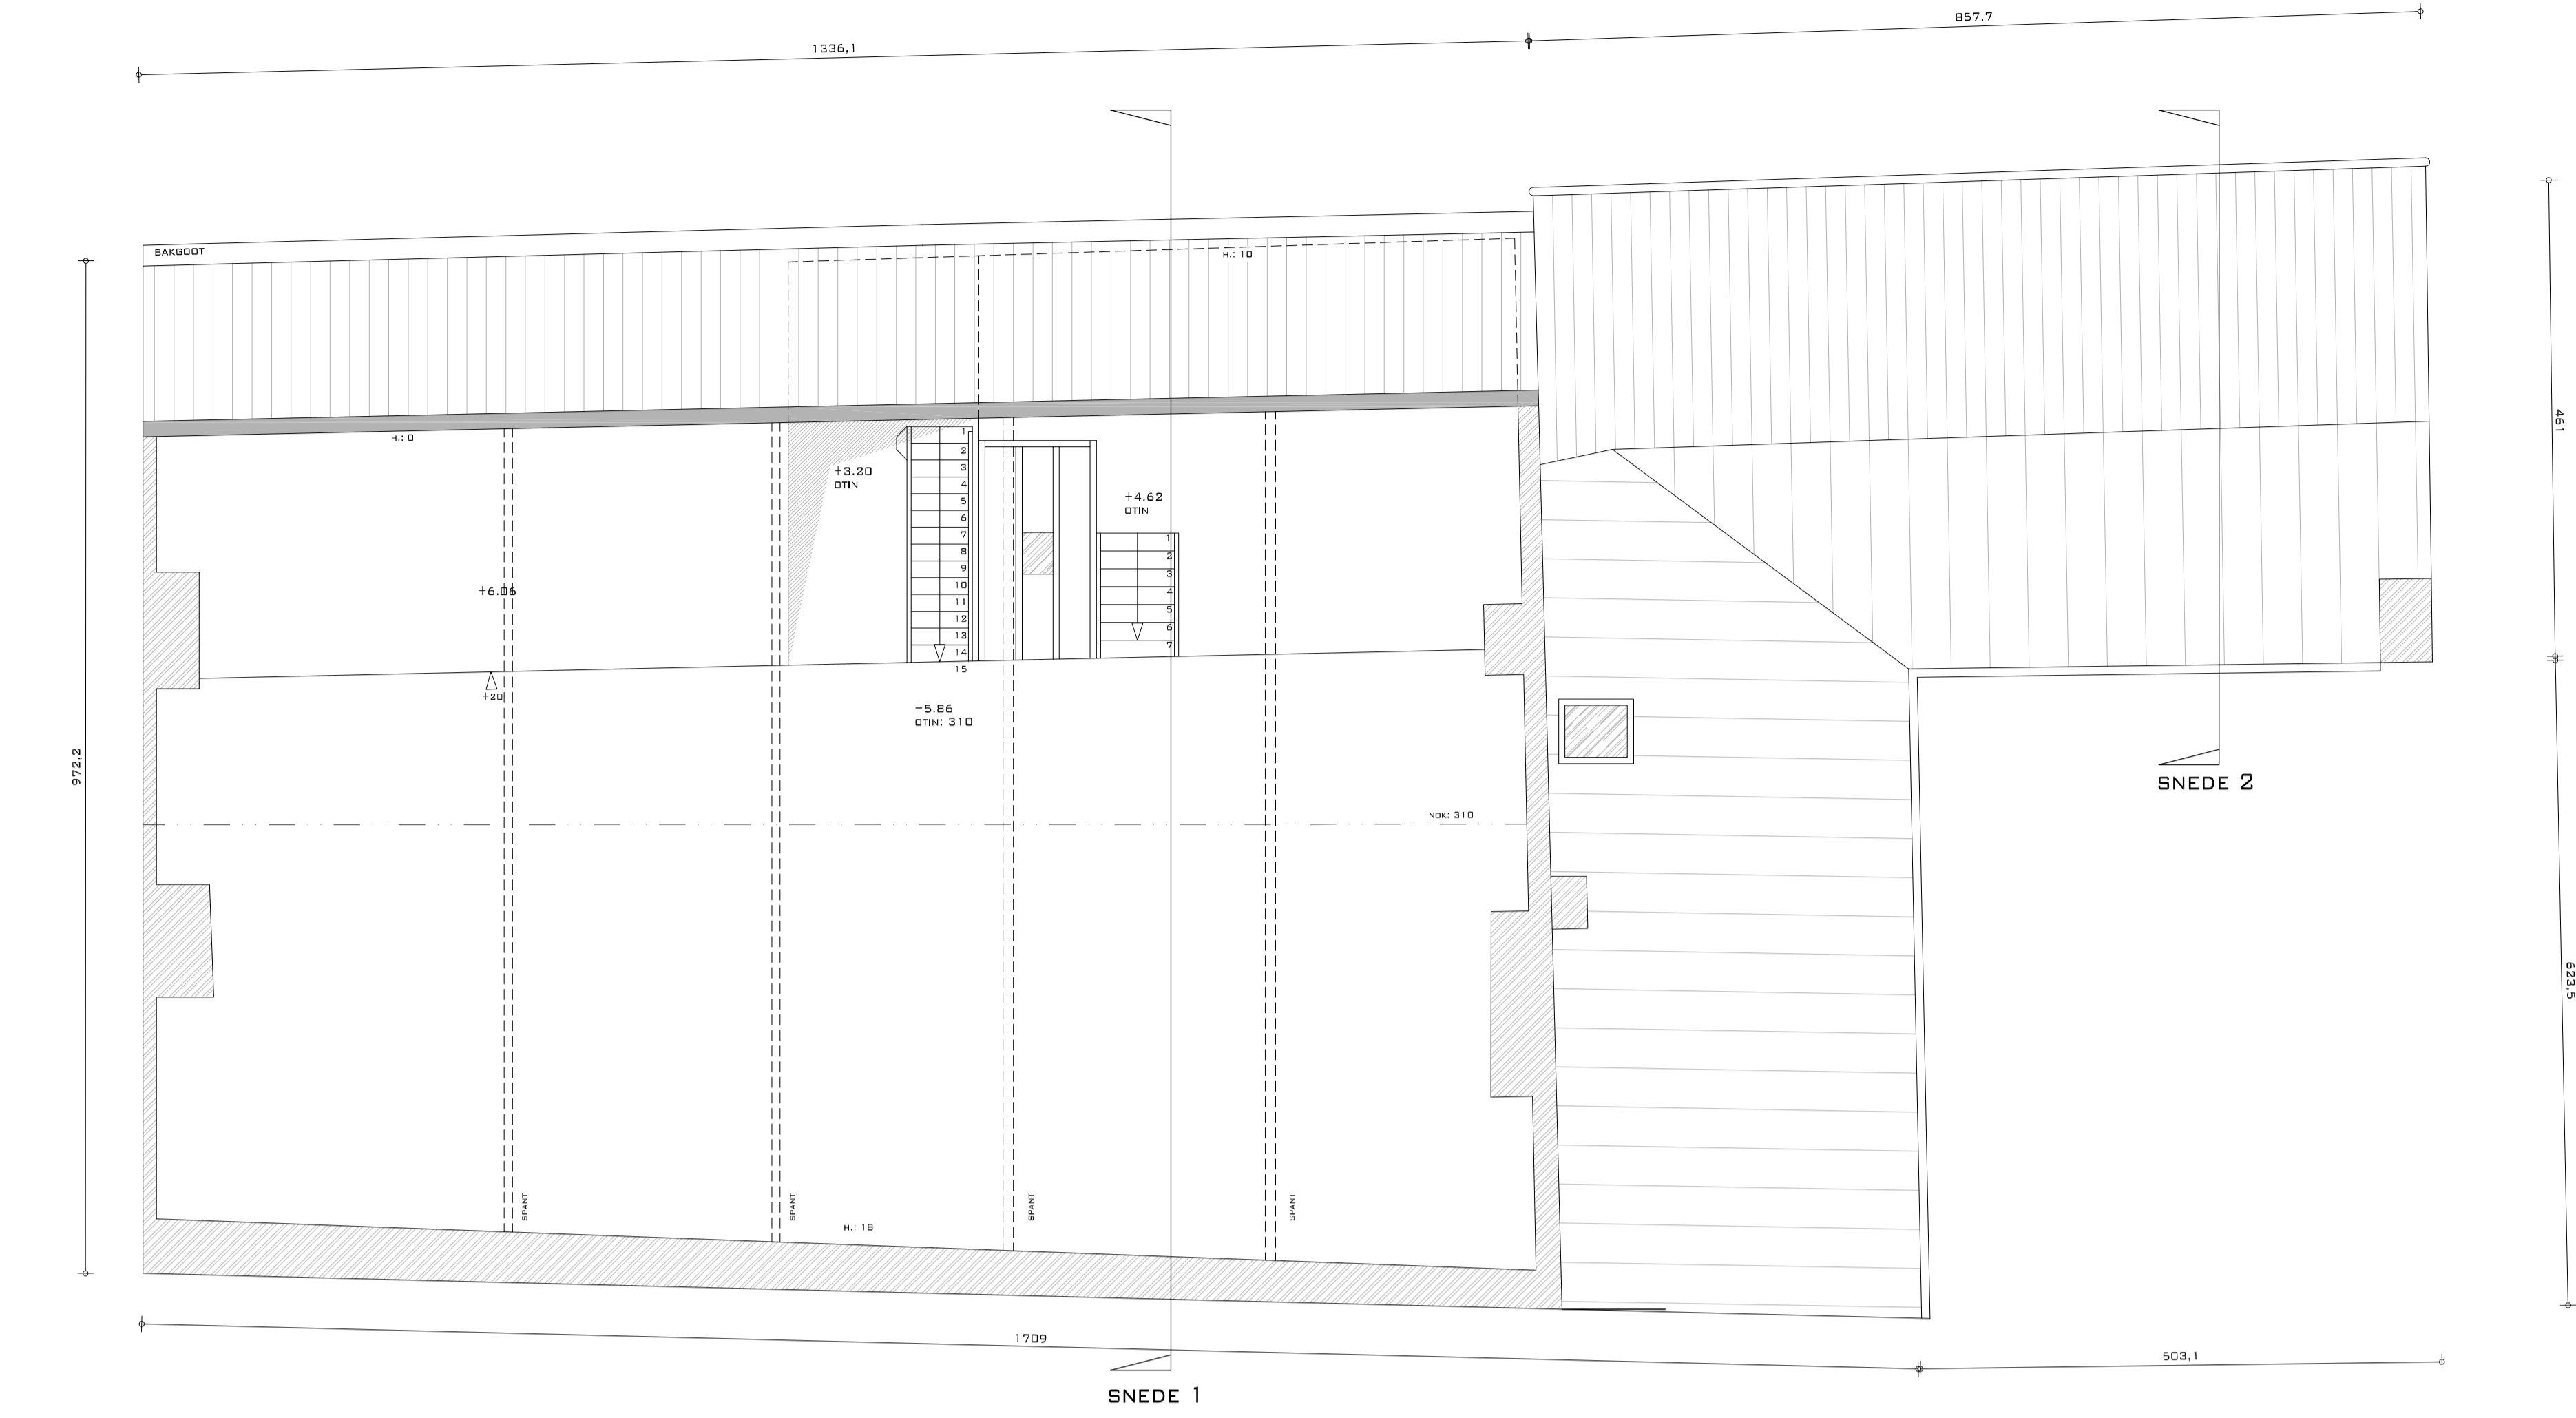 857,7
1336,1
BAKGOOT
H.: 10
461
H.: 0
+3.20
OTIN
+4.62
OTIN
1
2
3
4
5
6
7
8
9
10
11
12
13
14
15
1
2
3
4
5
6
7
+6.06
+20
+5.86
OTIN: 310
972,2
SNEDE 2
NOK: 310
623,5
SPANT
SPANT
SPANT
SPANT
H.: 18
1709
503,1
SNEDE 1